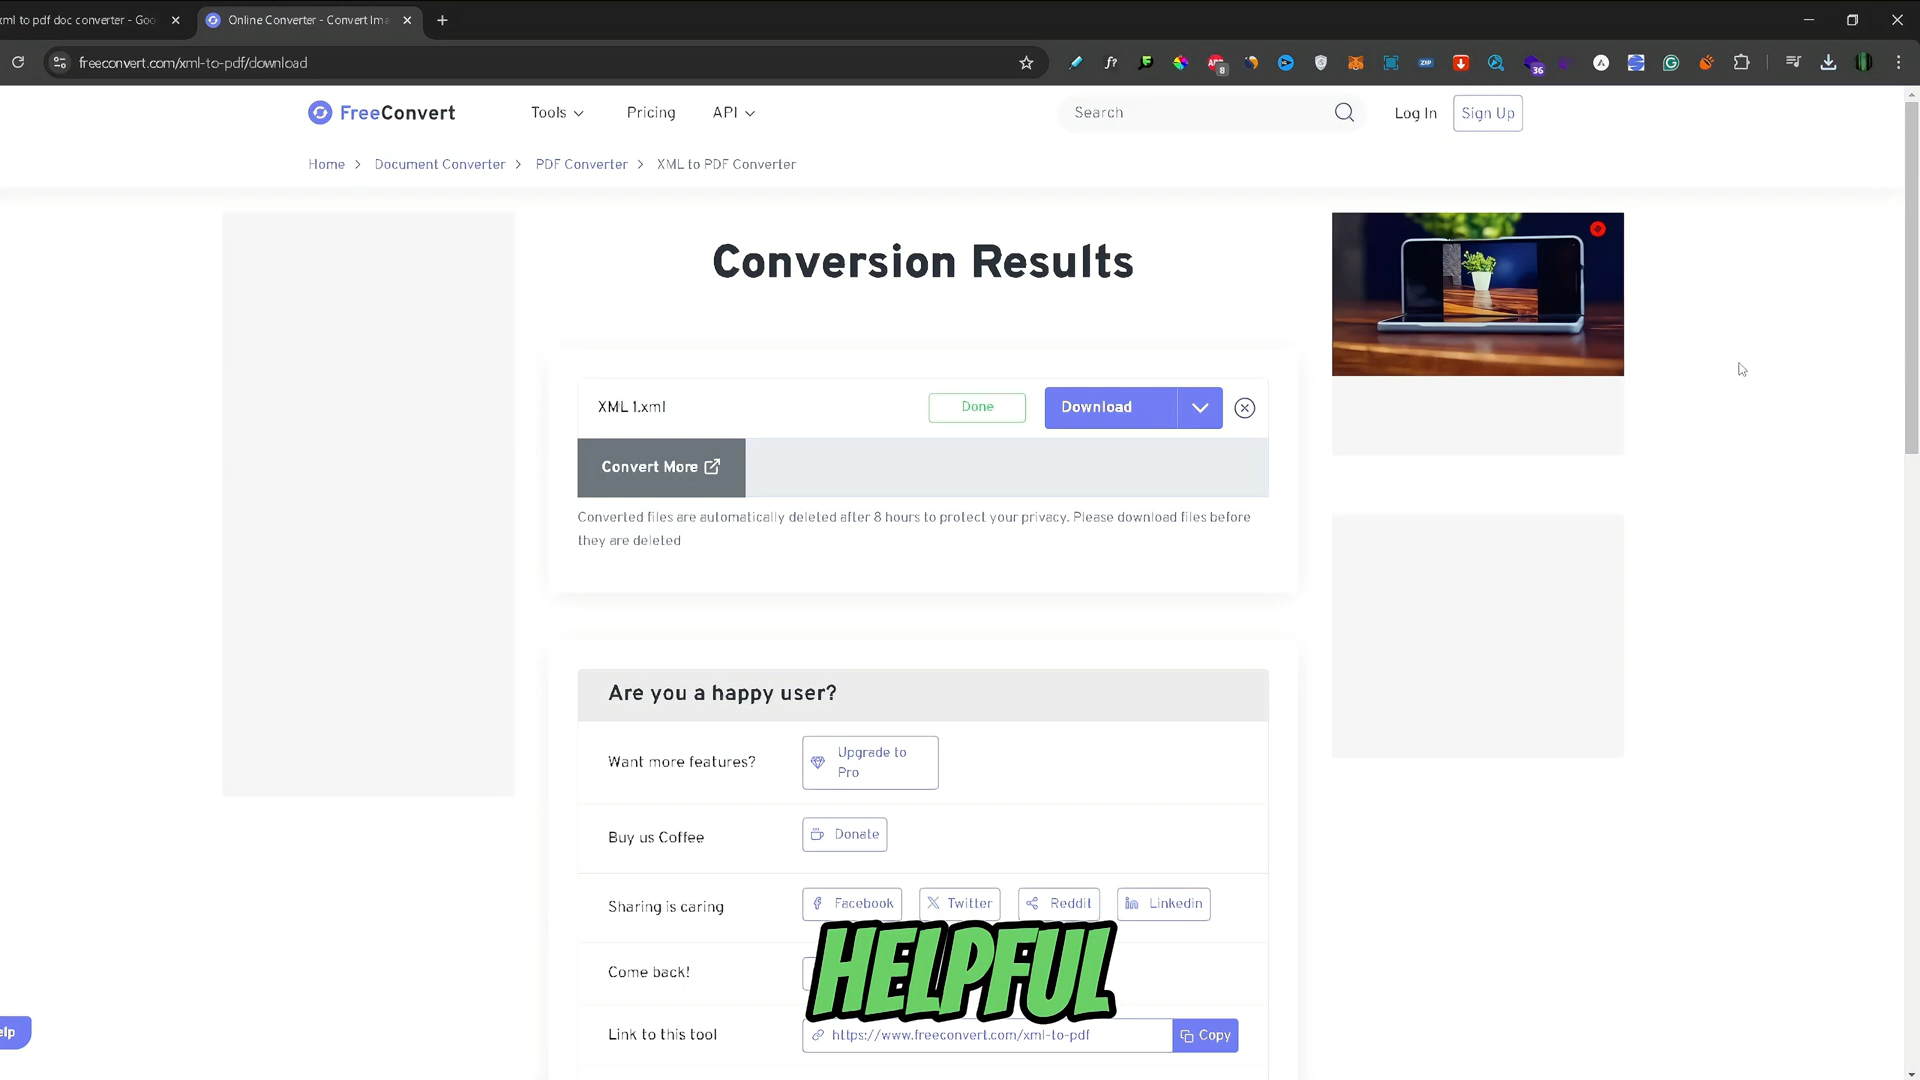 xml to pdf doc converter - Goo
Online Converter - Convert Ima
freeconvert.com/xml-to-pdf/download
f?
8
ZIP
36
FreeConvert
Tools
Pricing
API
Search
Log In
Sign Up
Home > Document Converter > PDF Converter > XML to PDF Converter
Conversion Results
XML 1.xml
Done
Download
Convert More
Converted files are automatically deleted after 8 hours to protect your privacy. Please download files before
they are deleted
Are you a happy user?
Want more features?
Upgrade to
Pro
Buy us Coffee
Donate
Sharing is caring
Facebook
Twitter
Reddit
Linkedin
HELPFUL
Come back!
Link to this tool
https://www.freeconvert.com/xml-to-pdf
Copy
elp